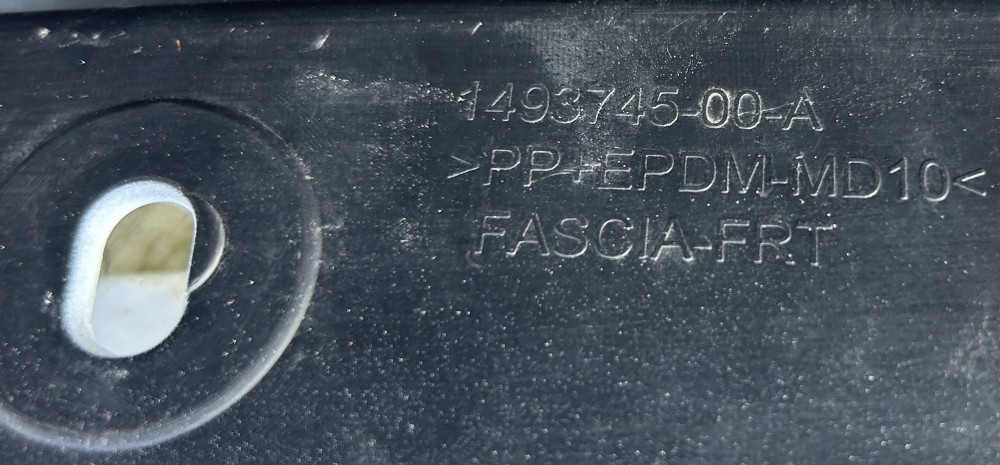 1493745-00-A
>PP+EPDM-MD10<
FASCIA-FRT